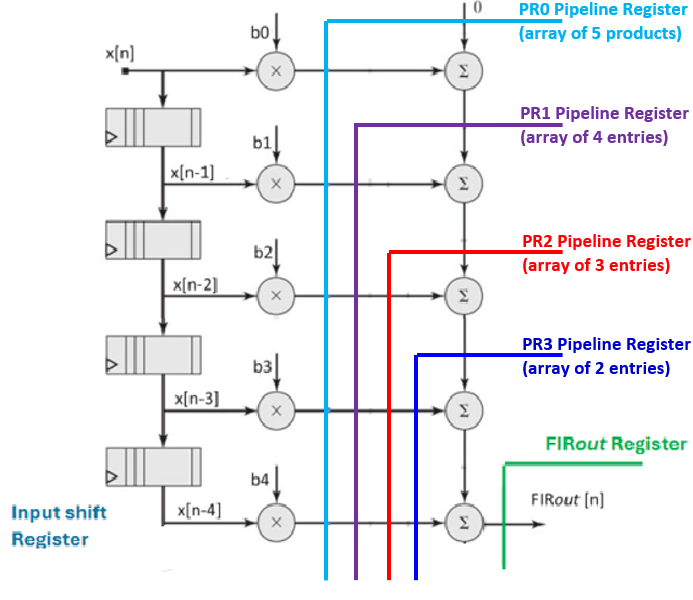 0
PR0 Pipeline Register
(array of 5 products)
b0
x[n]
×
Σ
PR1 Pipeline Register
(array of 4 entries)
b1
x[n-1]
×
Σ
b2
PR2 Pipeline Register
(array of 3 entries)
x[n-2]
×
Σ
PR3 Pipeline Register
(array of 2 entries)
b3
x[n-3]
×
Σ
FIRout Register
b4
FIRout [n]
x[n-4]
×
Σ
Input shift
Register